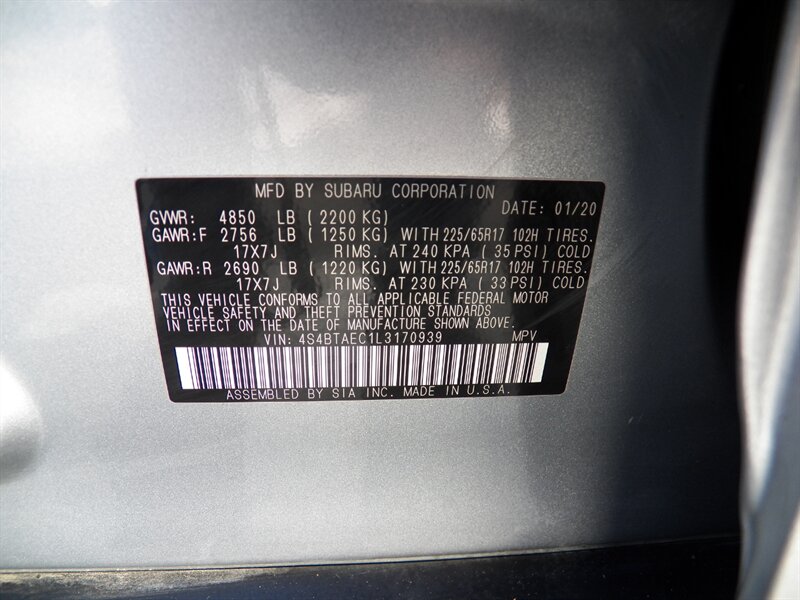 MFD BY SUBARU CORPORATION
DATE: 01/20
GVWR: 4850 LB ( 2200 KG)
GAWR:F 2756 LB ( 1250 KG) WITH 225/65R17 102H TIRES.
17X7J RIMS. AT 240 KPA ( 35 PSI) COLD
GAWR:R 2690 LB ( 1220 KG) WITH 225/65R17 102H TIRES.
17X7J RIMS. AT 230 KPA ( 33 PSI) COLD
THIS VEHICLE CONFORMS TO ALL APPLICABLE FEDERAL MOTOR
VEHICLE SAFETY AND THEFT PREVENTION STANDARDS
IN EFFECT ON THE DATE OF MANUFACTURE SHOWN ABOVE.
VIN: 4S4BTAEC1L3170939 MPV
ASSEMBLED BY SIA INC. MADE IN U.S.A.